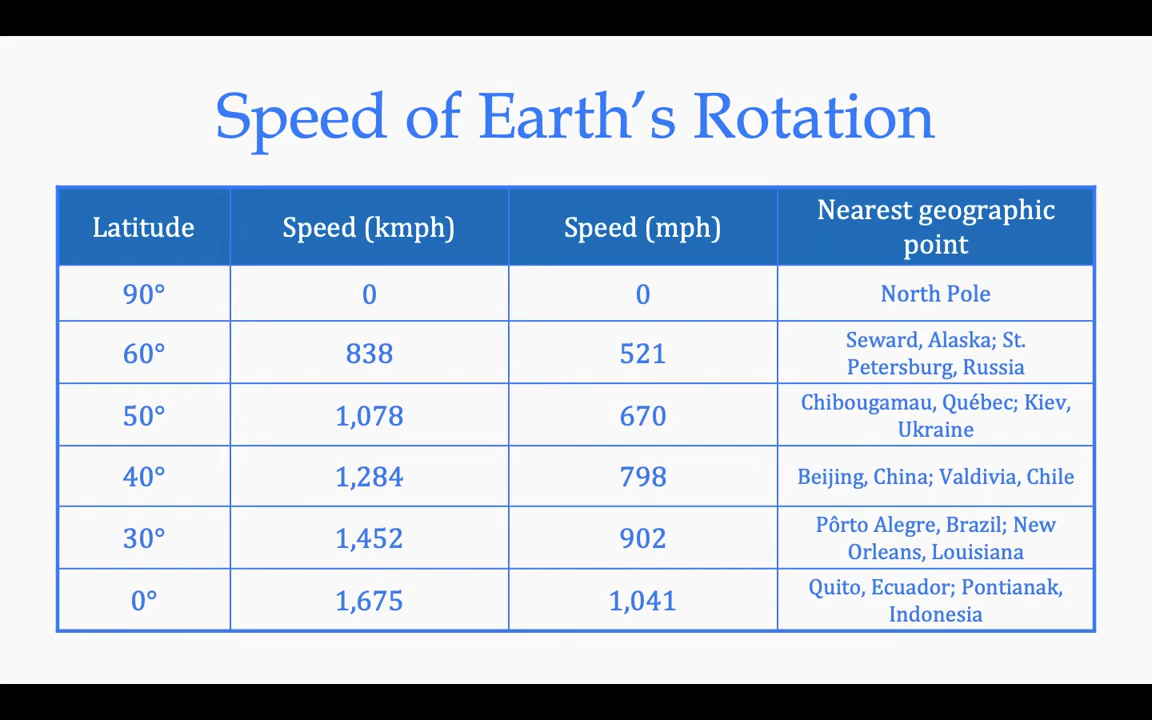 Speed of Earth’s Rotation
Latitude Speed (kmph) Speed (mph) Nearest geographic
point
90° 0 0 North Pole
60° 838 521 Seward, Alaska; St.
Petersburg, Russia
50° 1,078 670 Chibougamau, Québec; Kiev,
Ukraine
40° 1,284 798 Beijing, China; Valdivia, Chile
30° 1,452 902 Pôrto Alegre, Brazil; New
Orleans, Louisiana
0° 1,675 1,041 Quito, Ecuador; Pontianak,
Indonesia